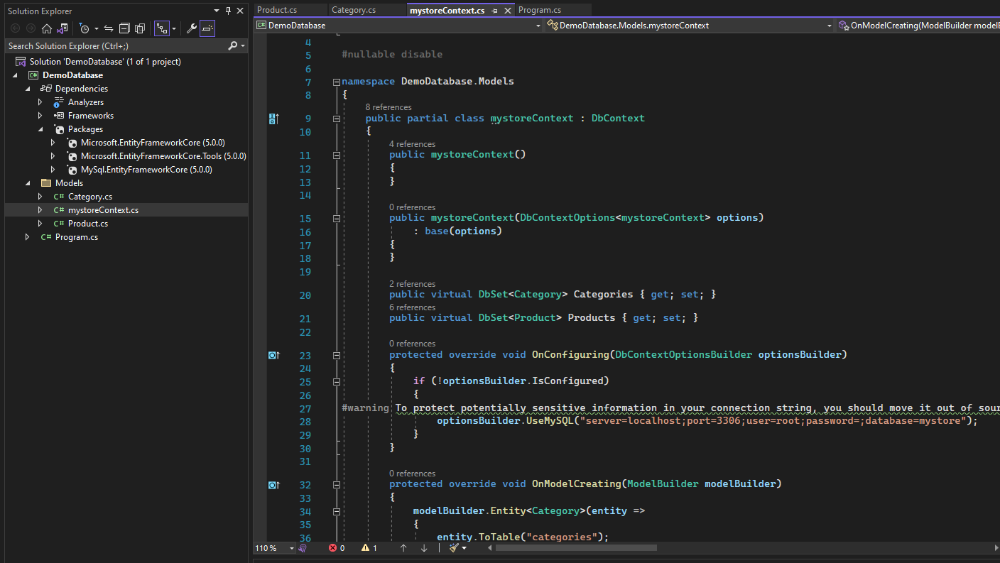 Solution Explorer
Search Solution Explorer (Ctrl+;)
Solution 'DemoDatabase' (1 of 1 project)
C# DemoDatabase
Dependencies
Analyzers
Frameworks
Packages
Microsoft.EntityFrameworkCore (5.0.0)
Microsoft.EntityFrameworkCore.Tools (5.0.0)
MySql.EntityFrameworkCore (5.0.0)
Models
C# Category.cs
C# mystoreContext.cs
C# Product.cs
C# Program.cs
Product.cs Category.cs mystoreContext.cs Program.cs
C# DemoDatabase DemoDatabase.Models.mystoreContext OnModelCreating(ModelBuilder modelB
4
5 #nullable disable
6
7 namespace DemoDatabase.Models
8 {
8 references
9 public partial class mystoreContext : DbContext
10 {
4 references
11 public mystoreContext()
12 {
13 }
14
0 references
15 public mystoreContext(DbContextOptions<mystoreContext> options)
16 : base(options)
17 {
18 }
19
2 references
20 public virtual DbSet<Category> Categories { get; set; }
6 references
21 public virtual DbSet<Product> Products { get; set; }
22
0 references
23 protected override void OnConfiguring(DbContextOptionsBuilder optionsBuilder)
24 {
25 if (!optionsBuilder.IsConfigured)
26 {
27 #warning To protect potentially sensitive information in your connection string, you should move it out of sour
28 optionsBuilder.UseMySQL("server=localhost;port=3306;user=root;password=;database=mystore");
29 }
30 }
31
0 references
32 protected override void OnModelCreating(ModelBuilder modelBuilder)
33 {
34 modelBuilder.Entity<Category>(entity =>
35 {
36 entity.ToTable("categories");
110 % 0 1